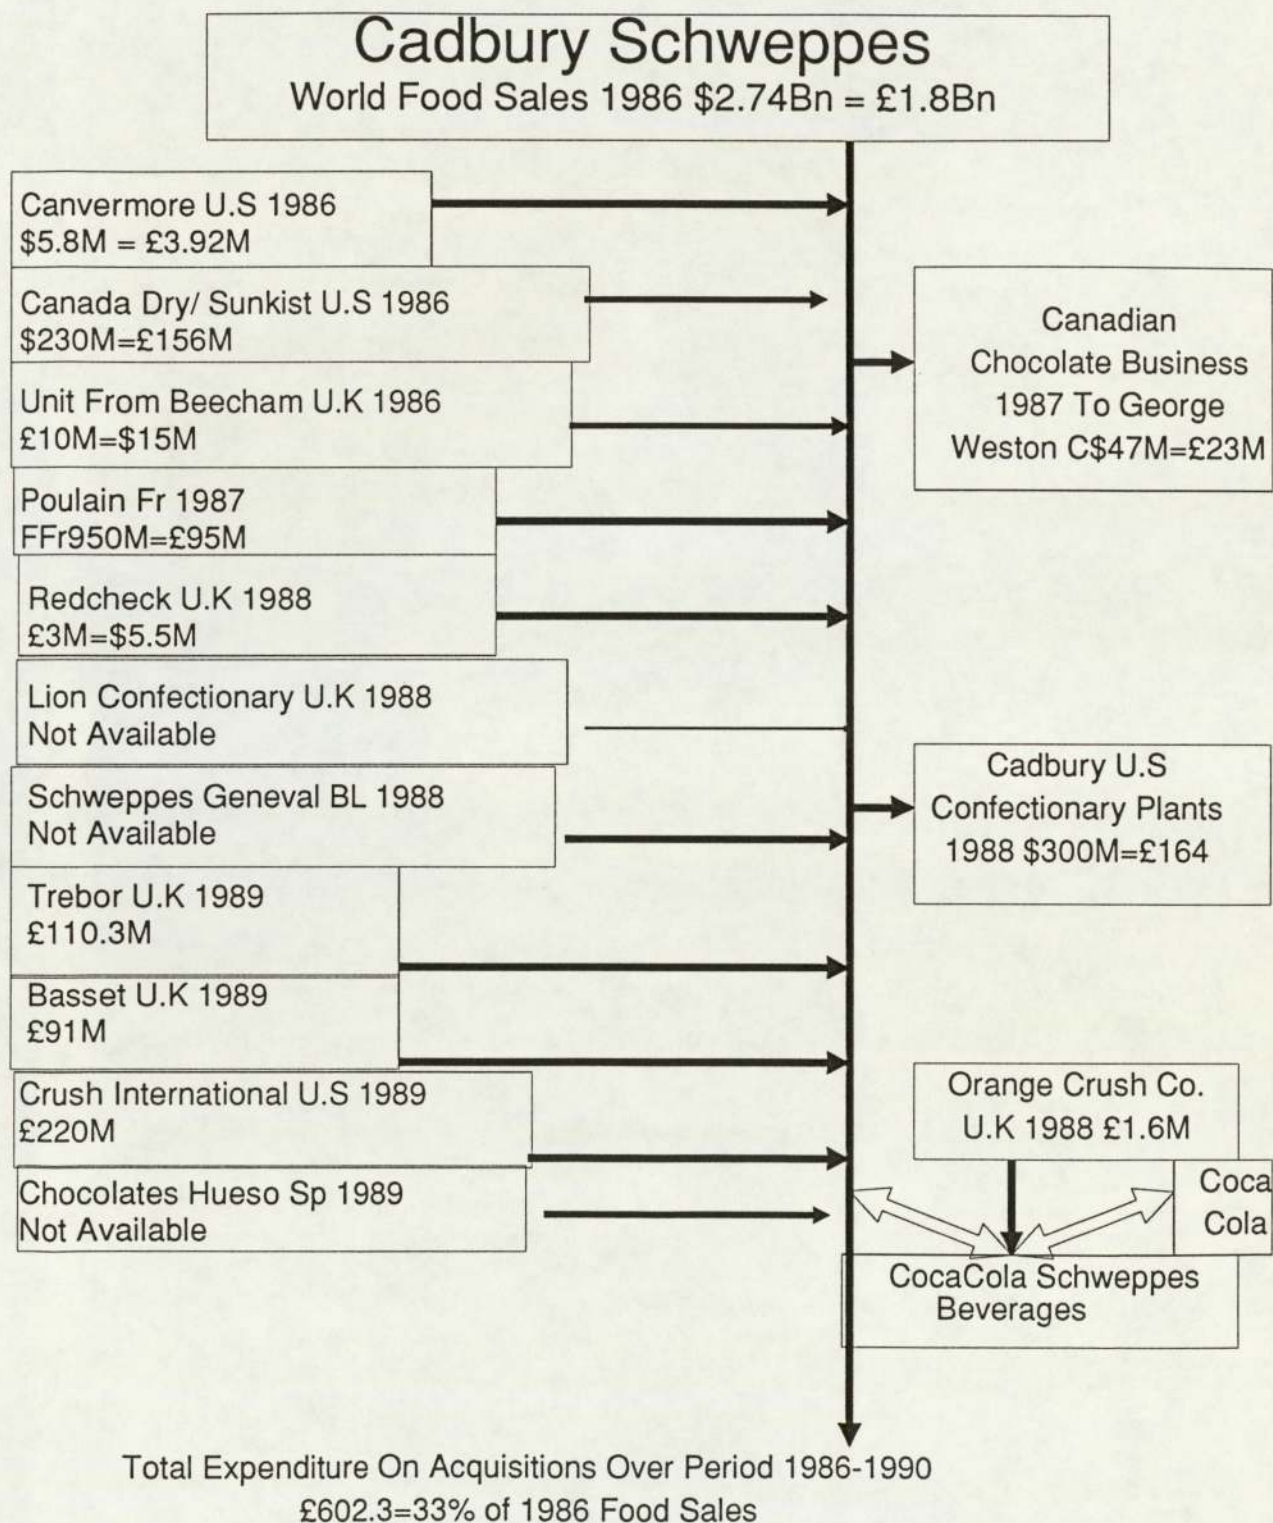 Cadbury Schweppes
World Food Sales 1986 $2.74Bn = £1.8Bn
Canvermore U.S 1986
$5.8M = £3.92M
Canada Dry/ Sunkist U.S 1986
$230M=£156M
Unit From Beecham U.K 1986
£10M=$15M
Poulain Fr 1987
FFr950M=£95M
Redcheck U.K 1988
£3M=$5.5M
Lion Confectionary U.K 1988
Not Available
Schweppes Geneval BL 1988
Not Available
Trebor U.K 1989
£110.3M
Basset U.K 1989
£91M
Crush International U.S 1989
£220M
Chocolates Hueso Sp 1989
Not Available
Canadian
Chocolate Business
1987 To George
Weston C$47M=£23M
Cadbury U.S
Confectionary Plants
1988 $300M=£164
Orange Crush Co.
U.K 1988 £1.6M
Coca
Cola
CocaCola Schweppes
Beverages
Total Expenditure On Acquisitions Over Period 1986-1990
£602.3=33% of 1986 Food Sales